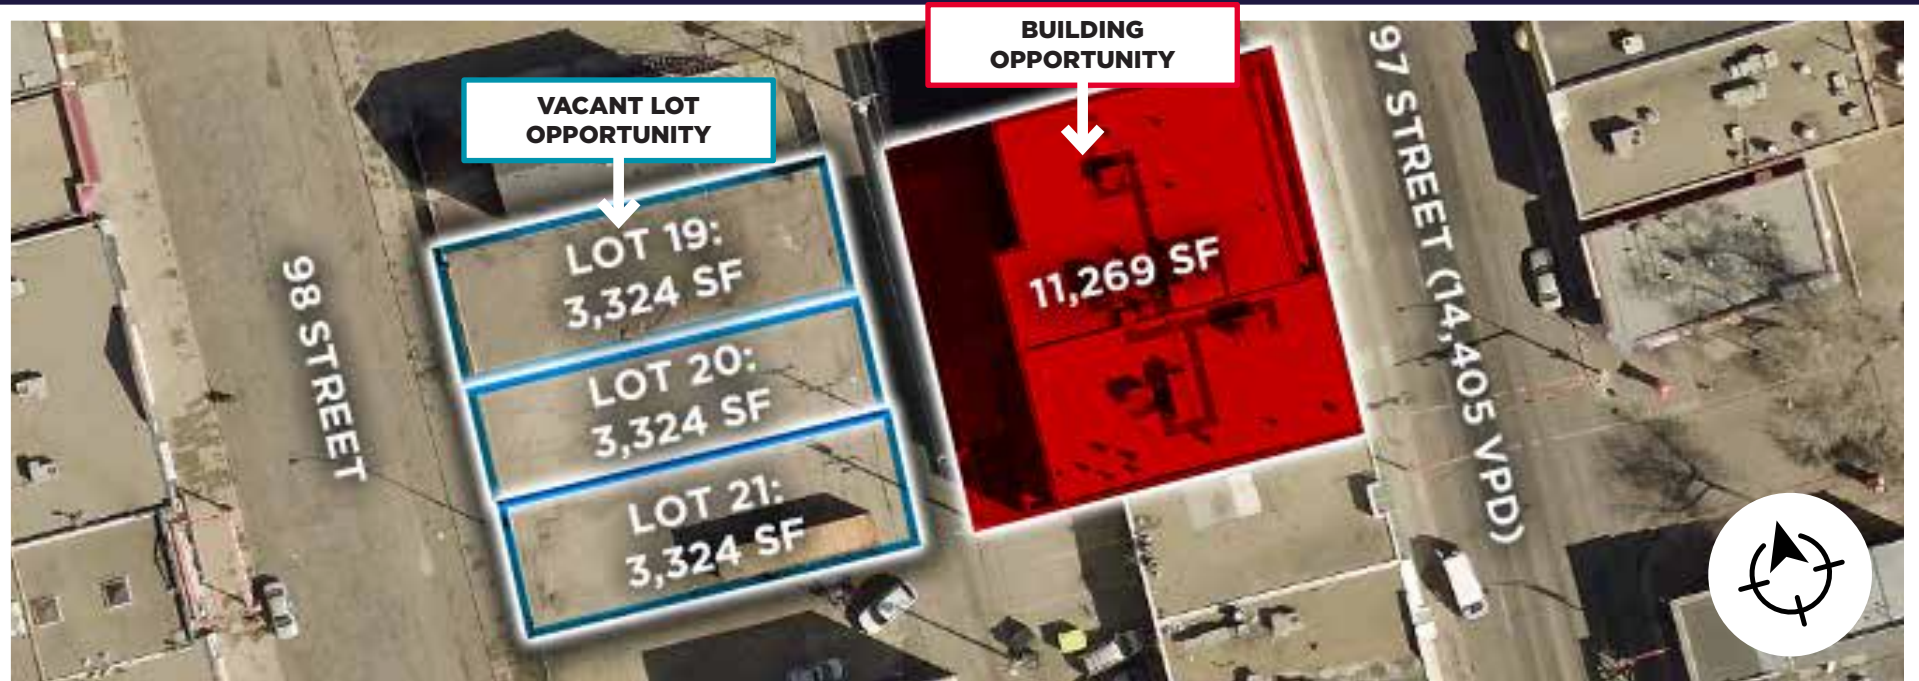 BUILDING
OPPORTUNITY
VACANT LOT
OPPORTUNITY
LOT 19:
3,324 SF
LOT 20:
3,324 SF
LOT 21:
3,324 SF
11,269 SF
98 STREET
97 STREET (14,405 VPD)